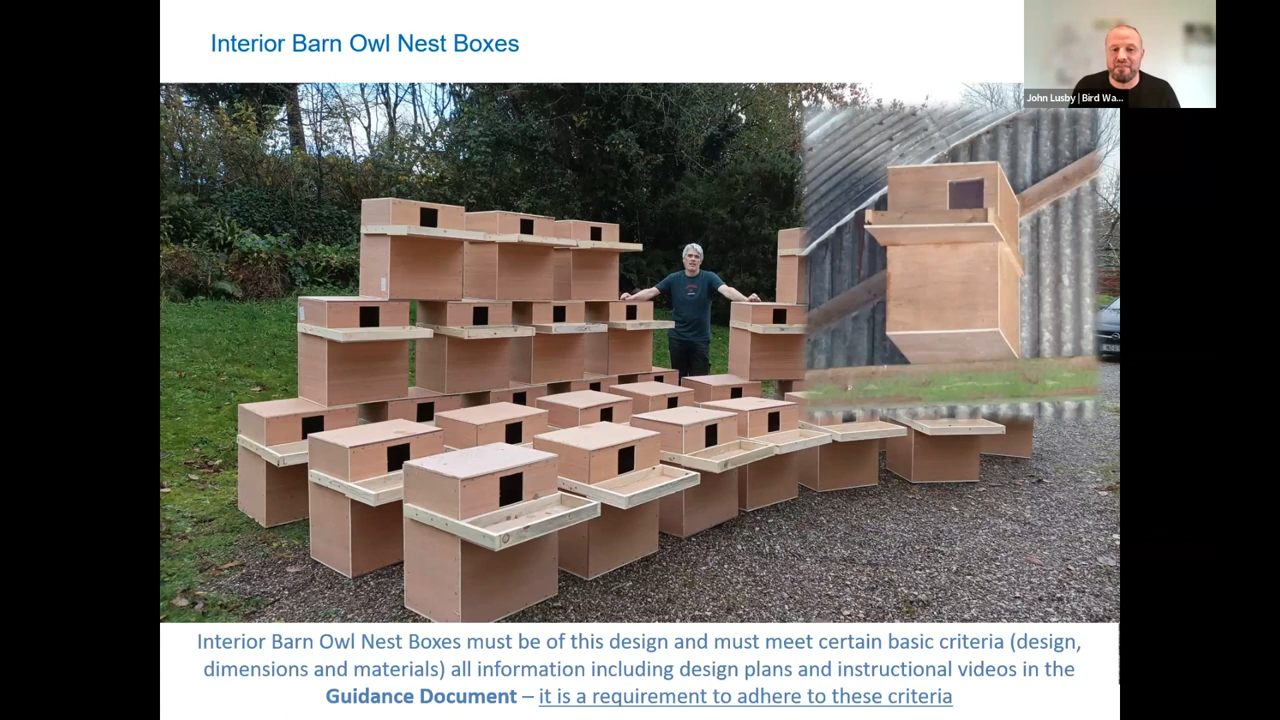 Interior Barn Owl Nest Boxes
John Lusby | Bird Wa...
Interior Barn Owl Nest Boxes must be of this design and must meet certain basic criteria (design,
dimensions and materials) all information including design plans and instructional videos in the
Guidance Document – it is a requirement to adhere to these criteria